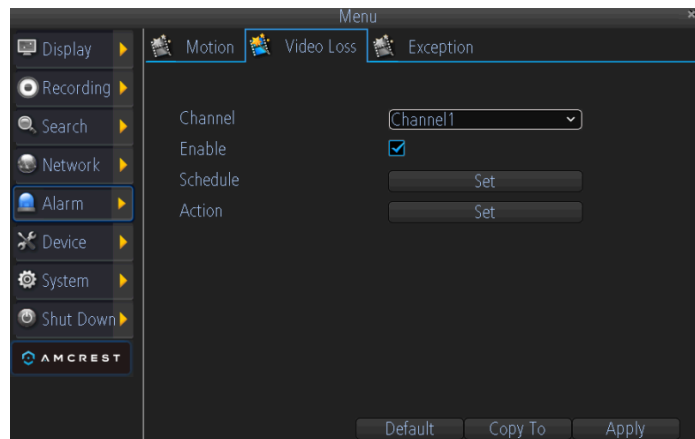 Menu
×
Display
Recording
Search
Network
Alarm
Device
System
Shut Down
AMCREST
Motion
Video Loss
Exception
Channel
Channel1
Enable
Schedule
Set
Action
Set
Default
Copy To
Apply